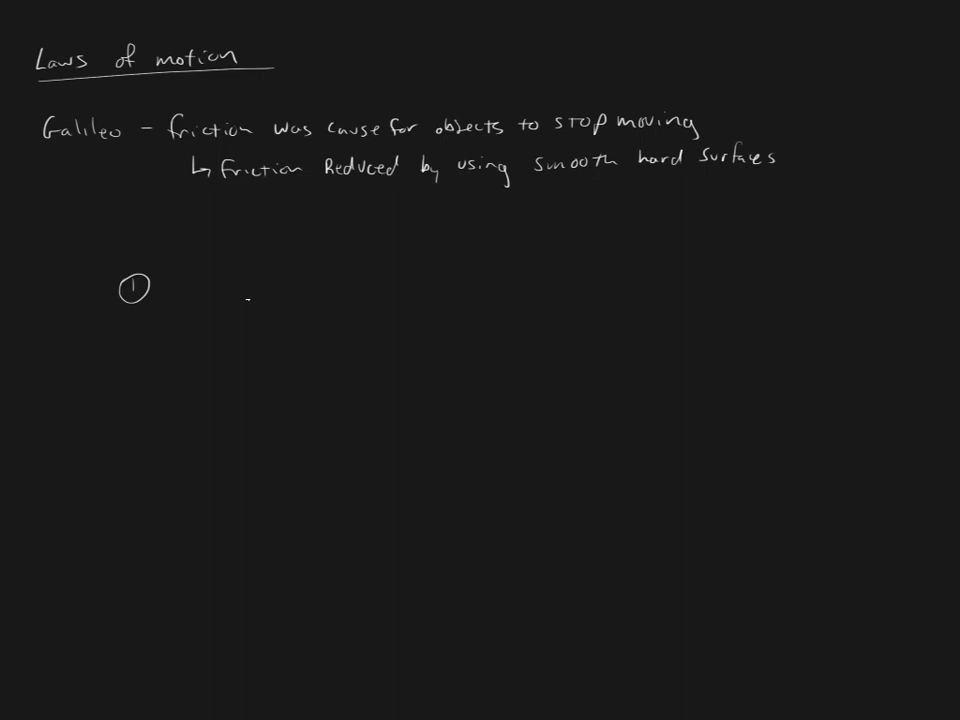 Laws of motion
Galileo - friction was cause for objects to stop moving
↳ friction Reduced by using smooth hard surfaces
①